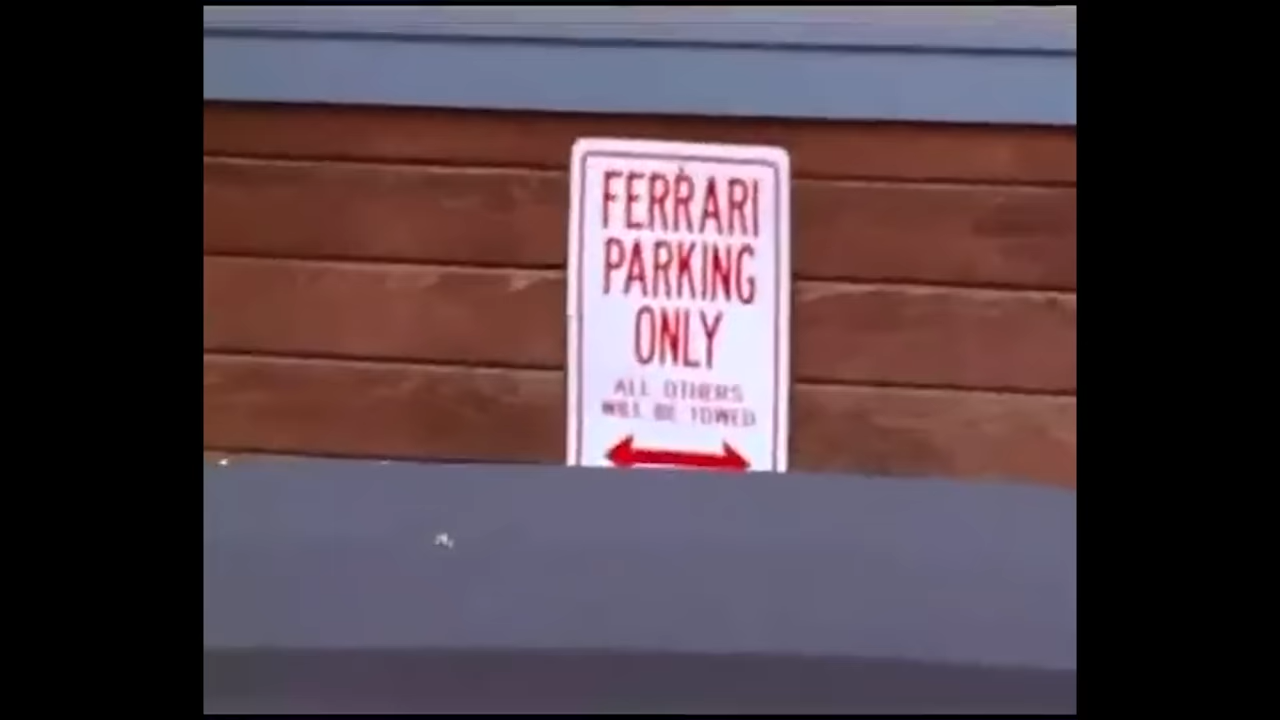 FERRARI
PARKING
ONLY
ALL OTHERS
WILL BE TOWED